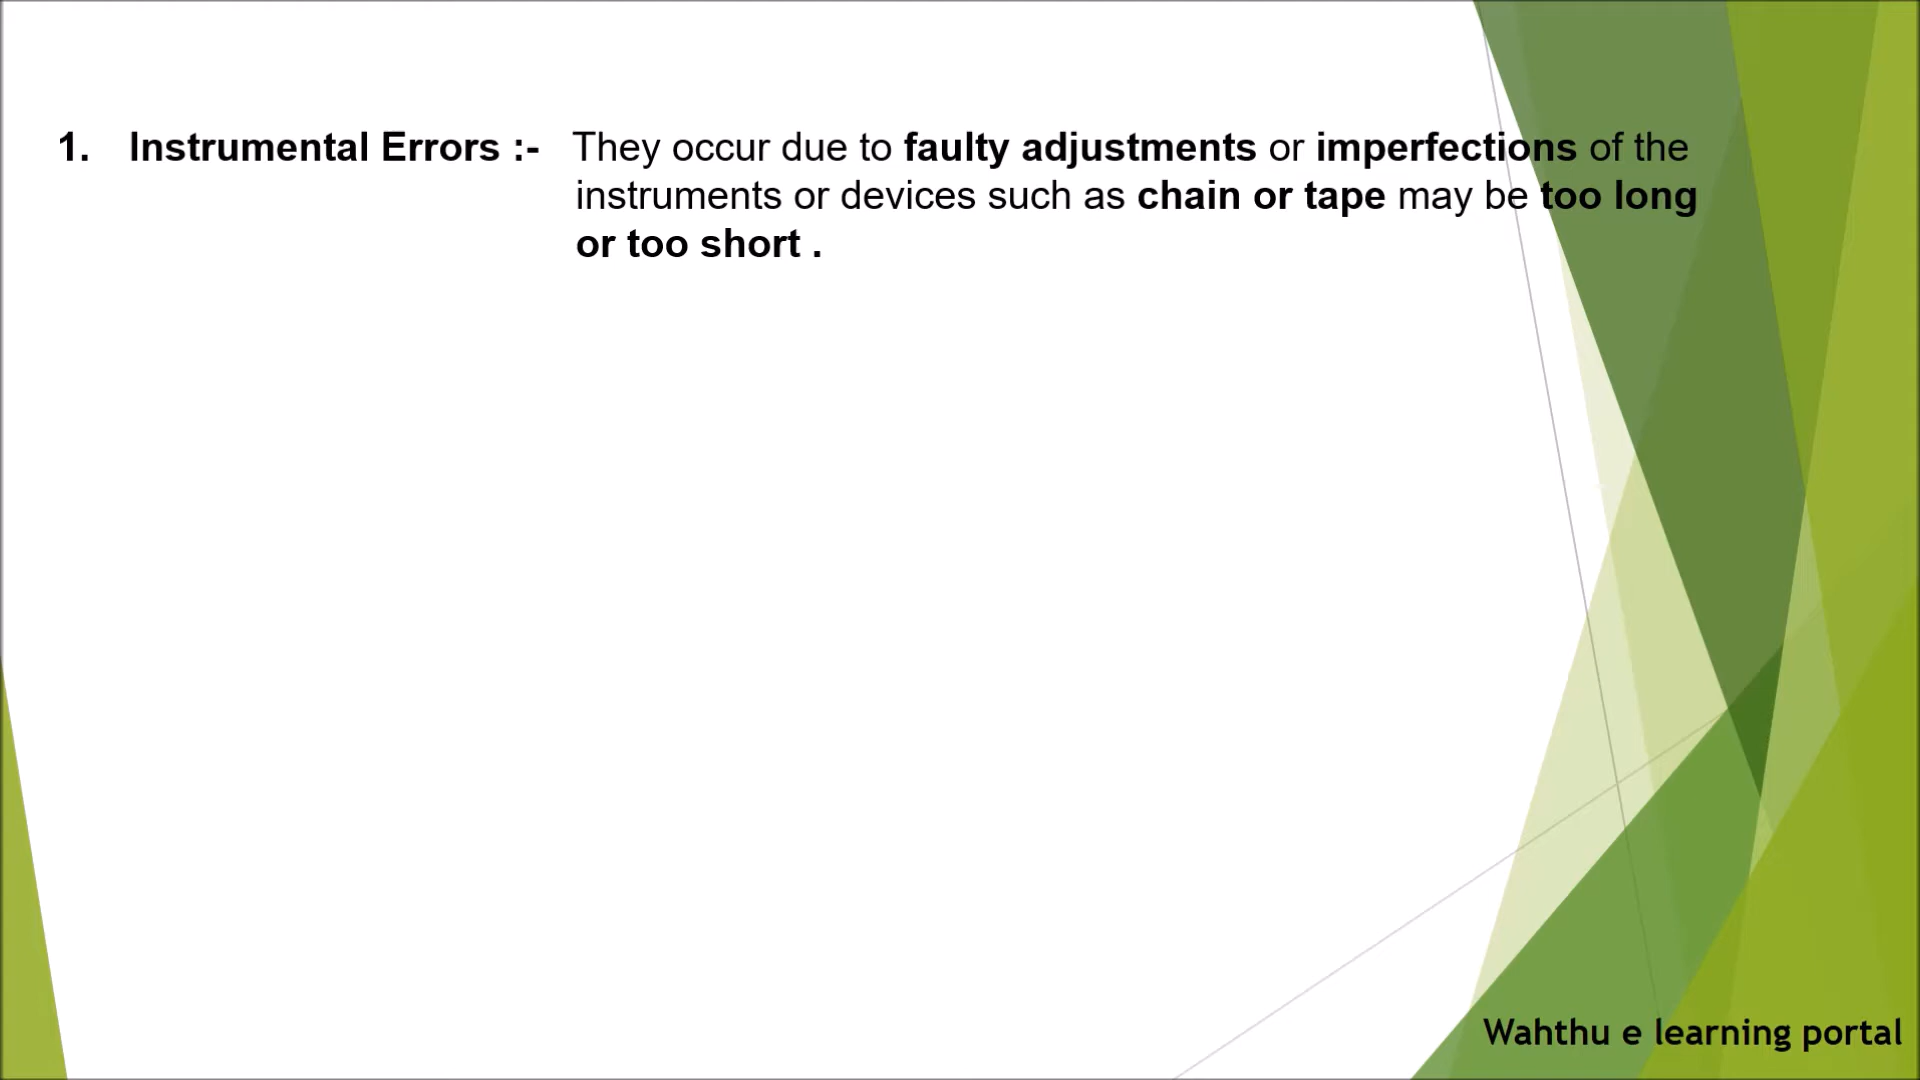 1. Instrumental Errors :- They occur due to faulty adjustments or imperfections of the
instruments or devices such as chain or tape may be too long
or too short .
Wahthu e learning portal